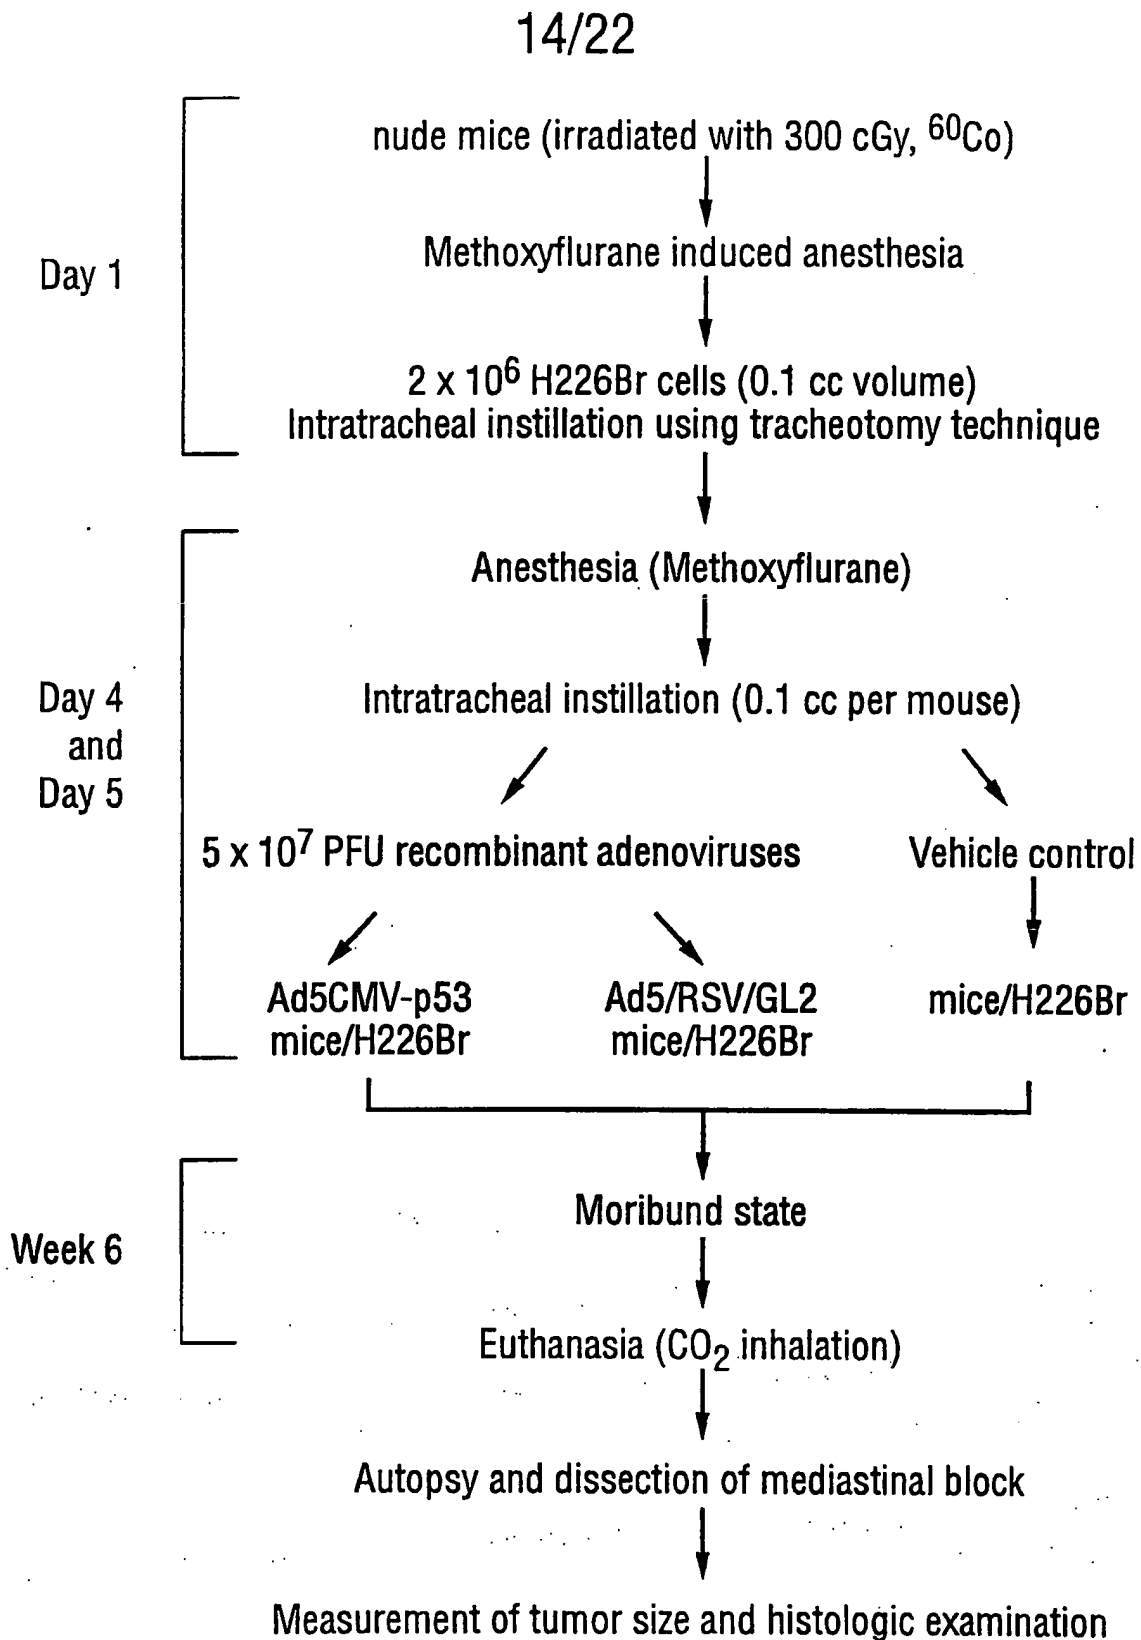 14/22
nude mice (irradiated with 300 cGy, ⁶⁰Co)
Day 1
Methoxyflurane induced anesthesia
2 x 10⁶ H226Br cells (0.1 cc volume)
Intratracheal instillation using tracheotomy technique
Anesthesia (Methoxyflurane)
Day 4
and
Day 5
Intratracheal instillation (0.1 cc per mouse)
5 x 10⁷ PFU recombinant adenoviruses
Vehicle control
Ad5CMV-p53
mice/H226Br
Ad5/RSV/GL2
mice/H226Br
mice/H226Br
Week 6
Moribund state
Euthanasia (CO₂ inhalation)
Autopsy and dissection of mediastinal block
Measurement of tumor size and histologic examination